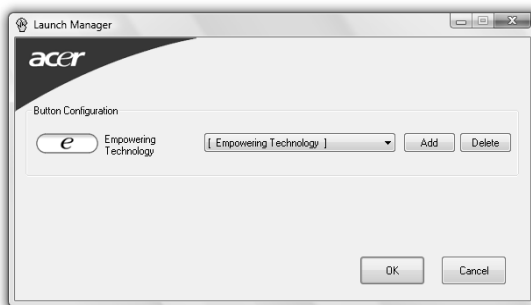 Launch Manager
acer
Button Configuration
e
Empowering
Technology
[ Empowering Technology ]
Add
Delete
OK
Cancel